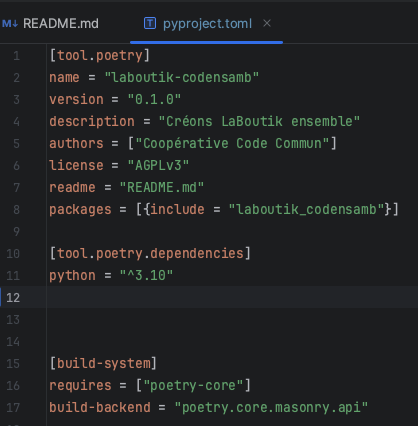 M↓ README.md
T pyproject.toml ×
1 [tool.poetry]
2 name = "laboutik-codensamb"
3 version = "0.1.0"
4 description = "Créons LaBoutik ensemble"
5 authors = ["Coopérative Code Commun"]
6 license = "AGPLv3"
7 readme = "README.md"
8 packages = [{include = "laboutik_codensamb"}]
9
10 [tool.poetry.dependencies]
11 python = "^3.10"
12
13
14
15 [build-system]
16 requires = ["poetry-core"]
17 build-backend = "poetry.core.masonry.api"